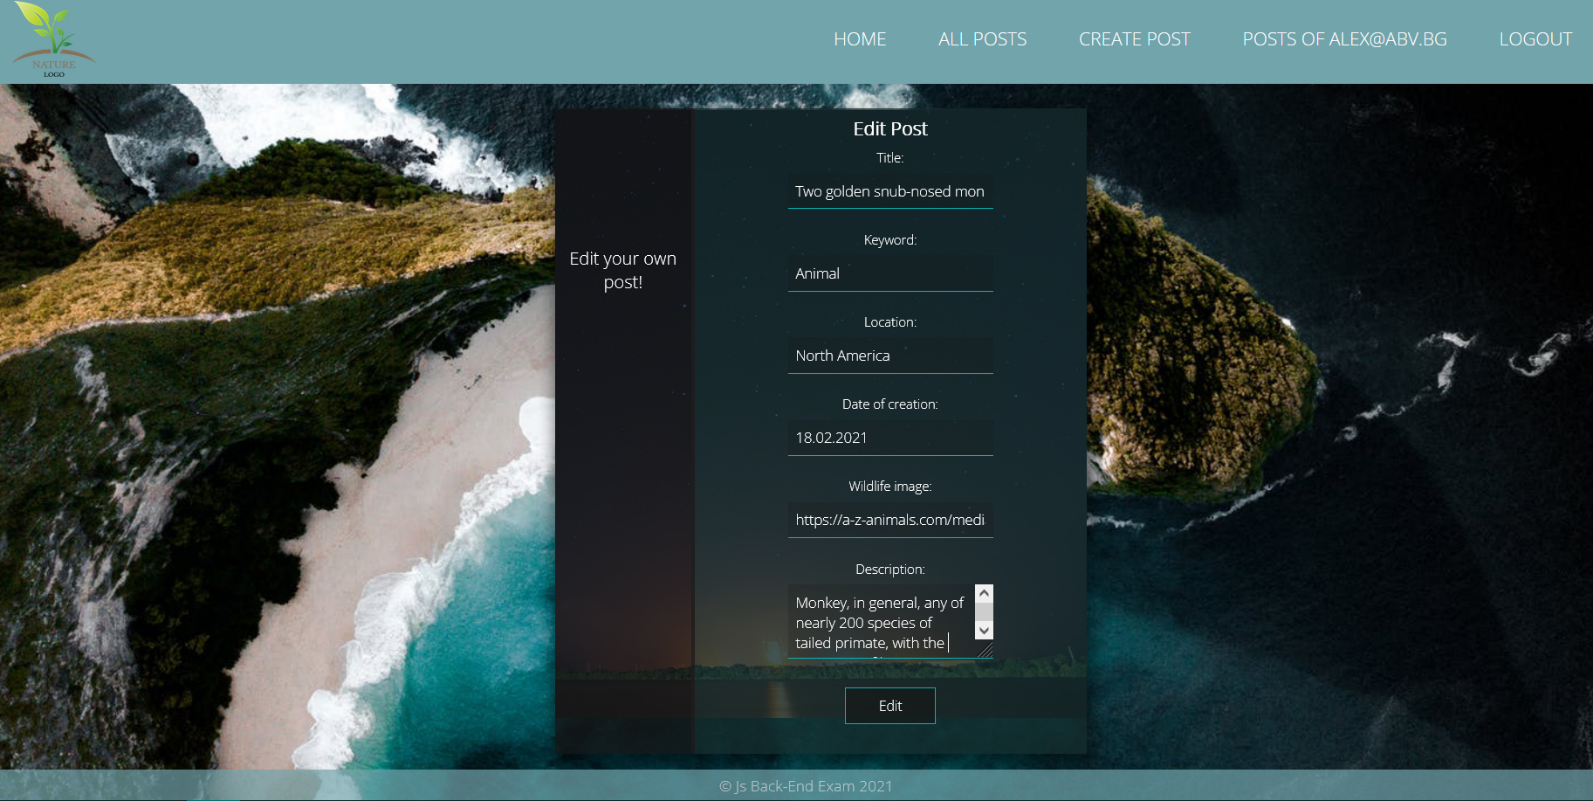 NATURE
LOGO
HOME
ALL POSTS
CREATE POST
POSTS OF ALEX@ABV.BG
LOGOUT
Edit your own
post!
Edit Post
Title:
Two golden snub-nosed mon
Keyword:
Animal
Location:
North America
Date of creation:
18.02.2021
Wildlife image:
https://a-z-animals.com/medi
Description:
Monkey, in general, any of
nearly 200 species of
tailed primate, with the
Edit
© Js Back-End Exam 2021